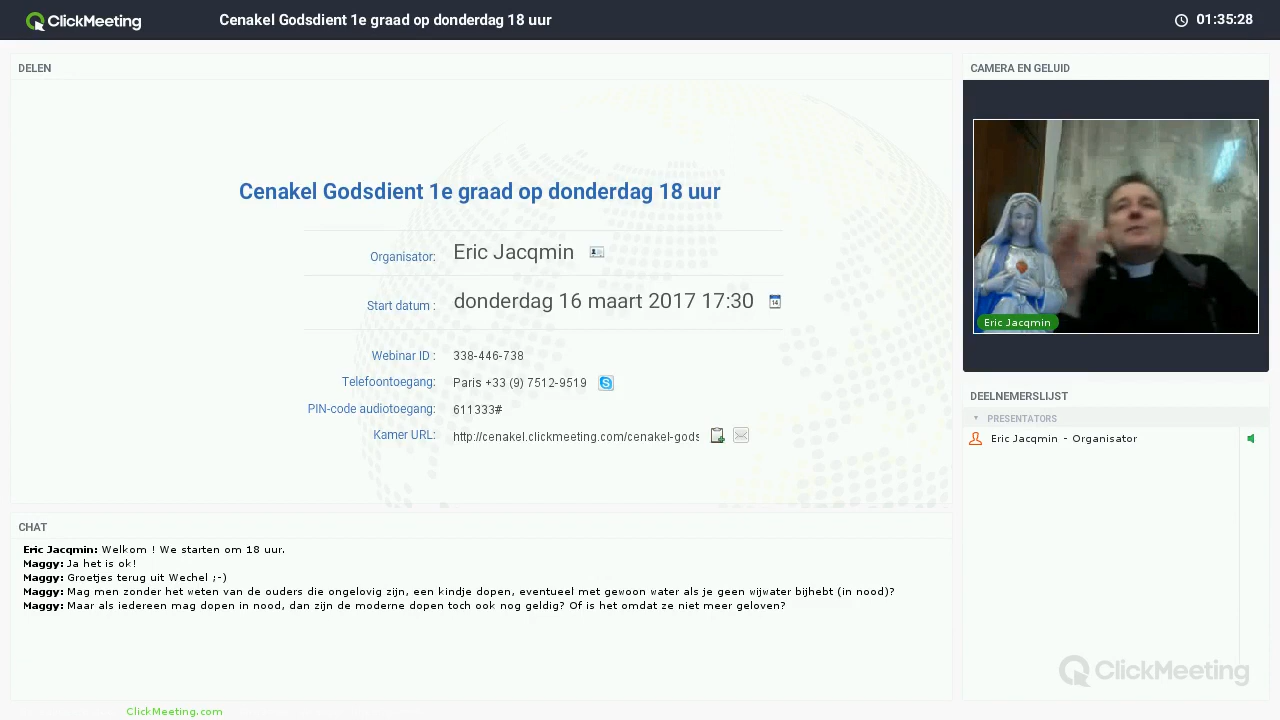 ClickMeeting
Cenakel Godsdient 1e graad op donderdag 18 uur
01:35:28
DELEN
Cenakel Godsdient 1e graad op donderdag 18 uur
Organisator: Eric Jacqmin
Start datum : donderdag 16 maart 2017 17:30
14
Webinar ID : 338-446-738
Telefoontoegang: Paris +33 (9) 7512-9519
PIN-code audiotoegang: 611333#
Kamer URL: http://cenakel.clickmeeting.com/cenakel-gods
CAMERA EN GELUID
Eric Jacqmin
DEELNEMERSLIJST
PRESENTATORS
Eric Jacqmin - Organisator
CHAT
Eric Jacqmin: Welkom ! We starten om 18 uur.
Maggy: Ja het is ok!
Maggy: Groetjes terug uit Wechel ;-)
Maggy: Mag men zonder het weten van de ouders die ongelovig zijn, een kindje dopen, eventueel met gewoon water als je geen wijwater bijhebt (in nood)?
Maggy: Maar als iedereen mag dopen in nood, dan zijn de moderne dopen toch ook nog geldig? Of is het omdat ze niet meer geloven?
ClickMeeting
ClickMeeting.com